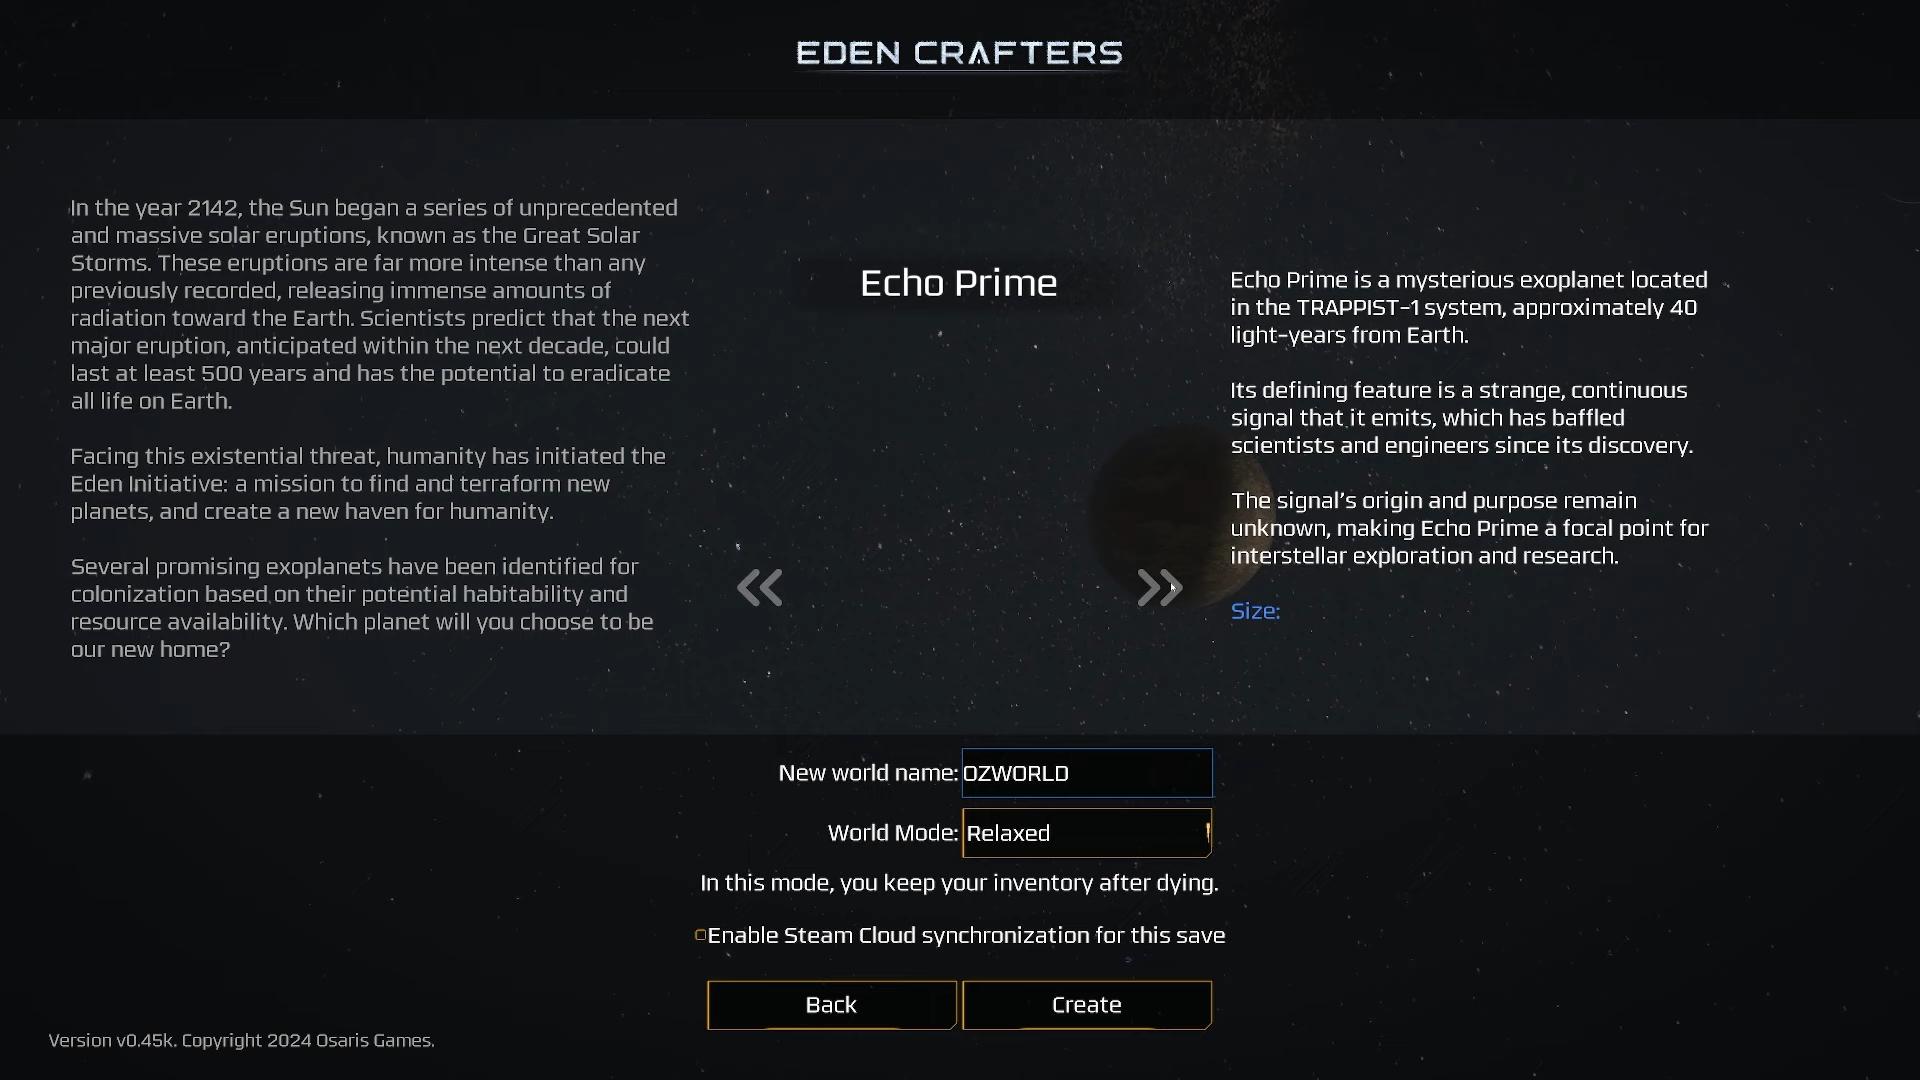 EDEN CRAFTERS
In the year 2142, the Sun began a series of unprecedented
and massive solar eruptions, known as the Great Solar
Storms. These eruptions are far more intense than any
previously recorded, releasing immense amounts of
radiation toward the Earth. Scientists predict that the next
major eruption, anticipated within the next decade, could
last at least 500 years and has the potential to eradicate
all life on Earth.
Facing this existential threat, humanity has initiated the
Eden Initiative: a mission to find and terraform new
planets, and create a new haven for humanity.
Several promising exoplanets have been identified for
colonization based on their potential habitability and
resource availability. Which planet will you choose to be
our new home?
Echo Prime
Echo Prime is a mysterious exoplanet located
in the TRAPPIST-1 system, approximately 40
light-years from Earth.
Its defining feature is a strange, continuous
signal that it emits, which has baffled
scientists and engineers since its discovery.
The signal's origin and purpose remain
unknown, making Echo Prime a focal point for
interstellar exploration and research.
Size:
New world name: OZWORLD
World Mode: Relaxed
In this mode, you keep your inventory after dying.
Enable Steam Cloud synchronization for this save
Back
Create
Version v0.45k. Copyright 2024 Osaris Games.